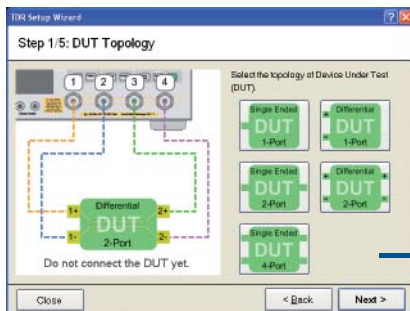 TDR Setup Wizard
Step 1/5: DUT Topology
1 2 3 4
Select the topology of Device Under Test
(DUT).
Single Ended
DUT
1-Port
Differential
DUT
1-Port
Single Ended
DUT
2-Port
Differential
DUT
2-Port
Single Ended
DUT
4-Port
1+ Differential 2+
DUT
1- 2-Port 2-
Do not connect the DUT yet.
Close
< Back
Next >